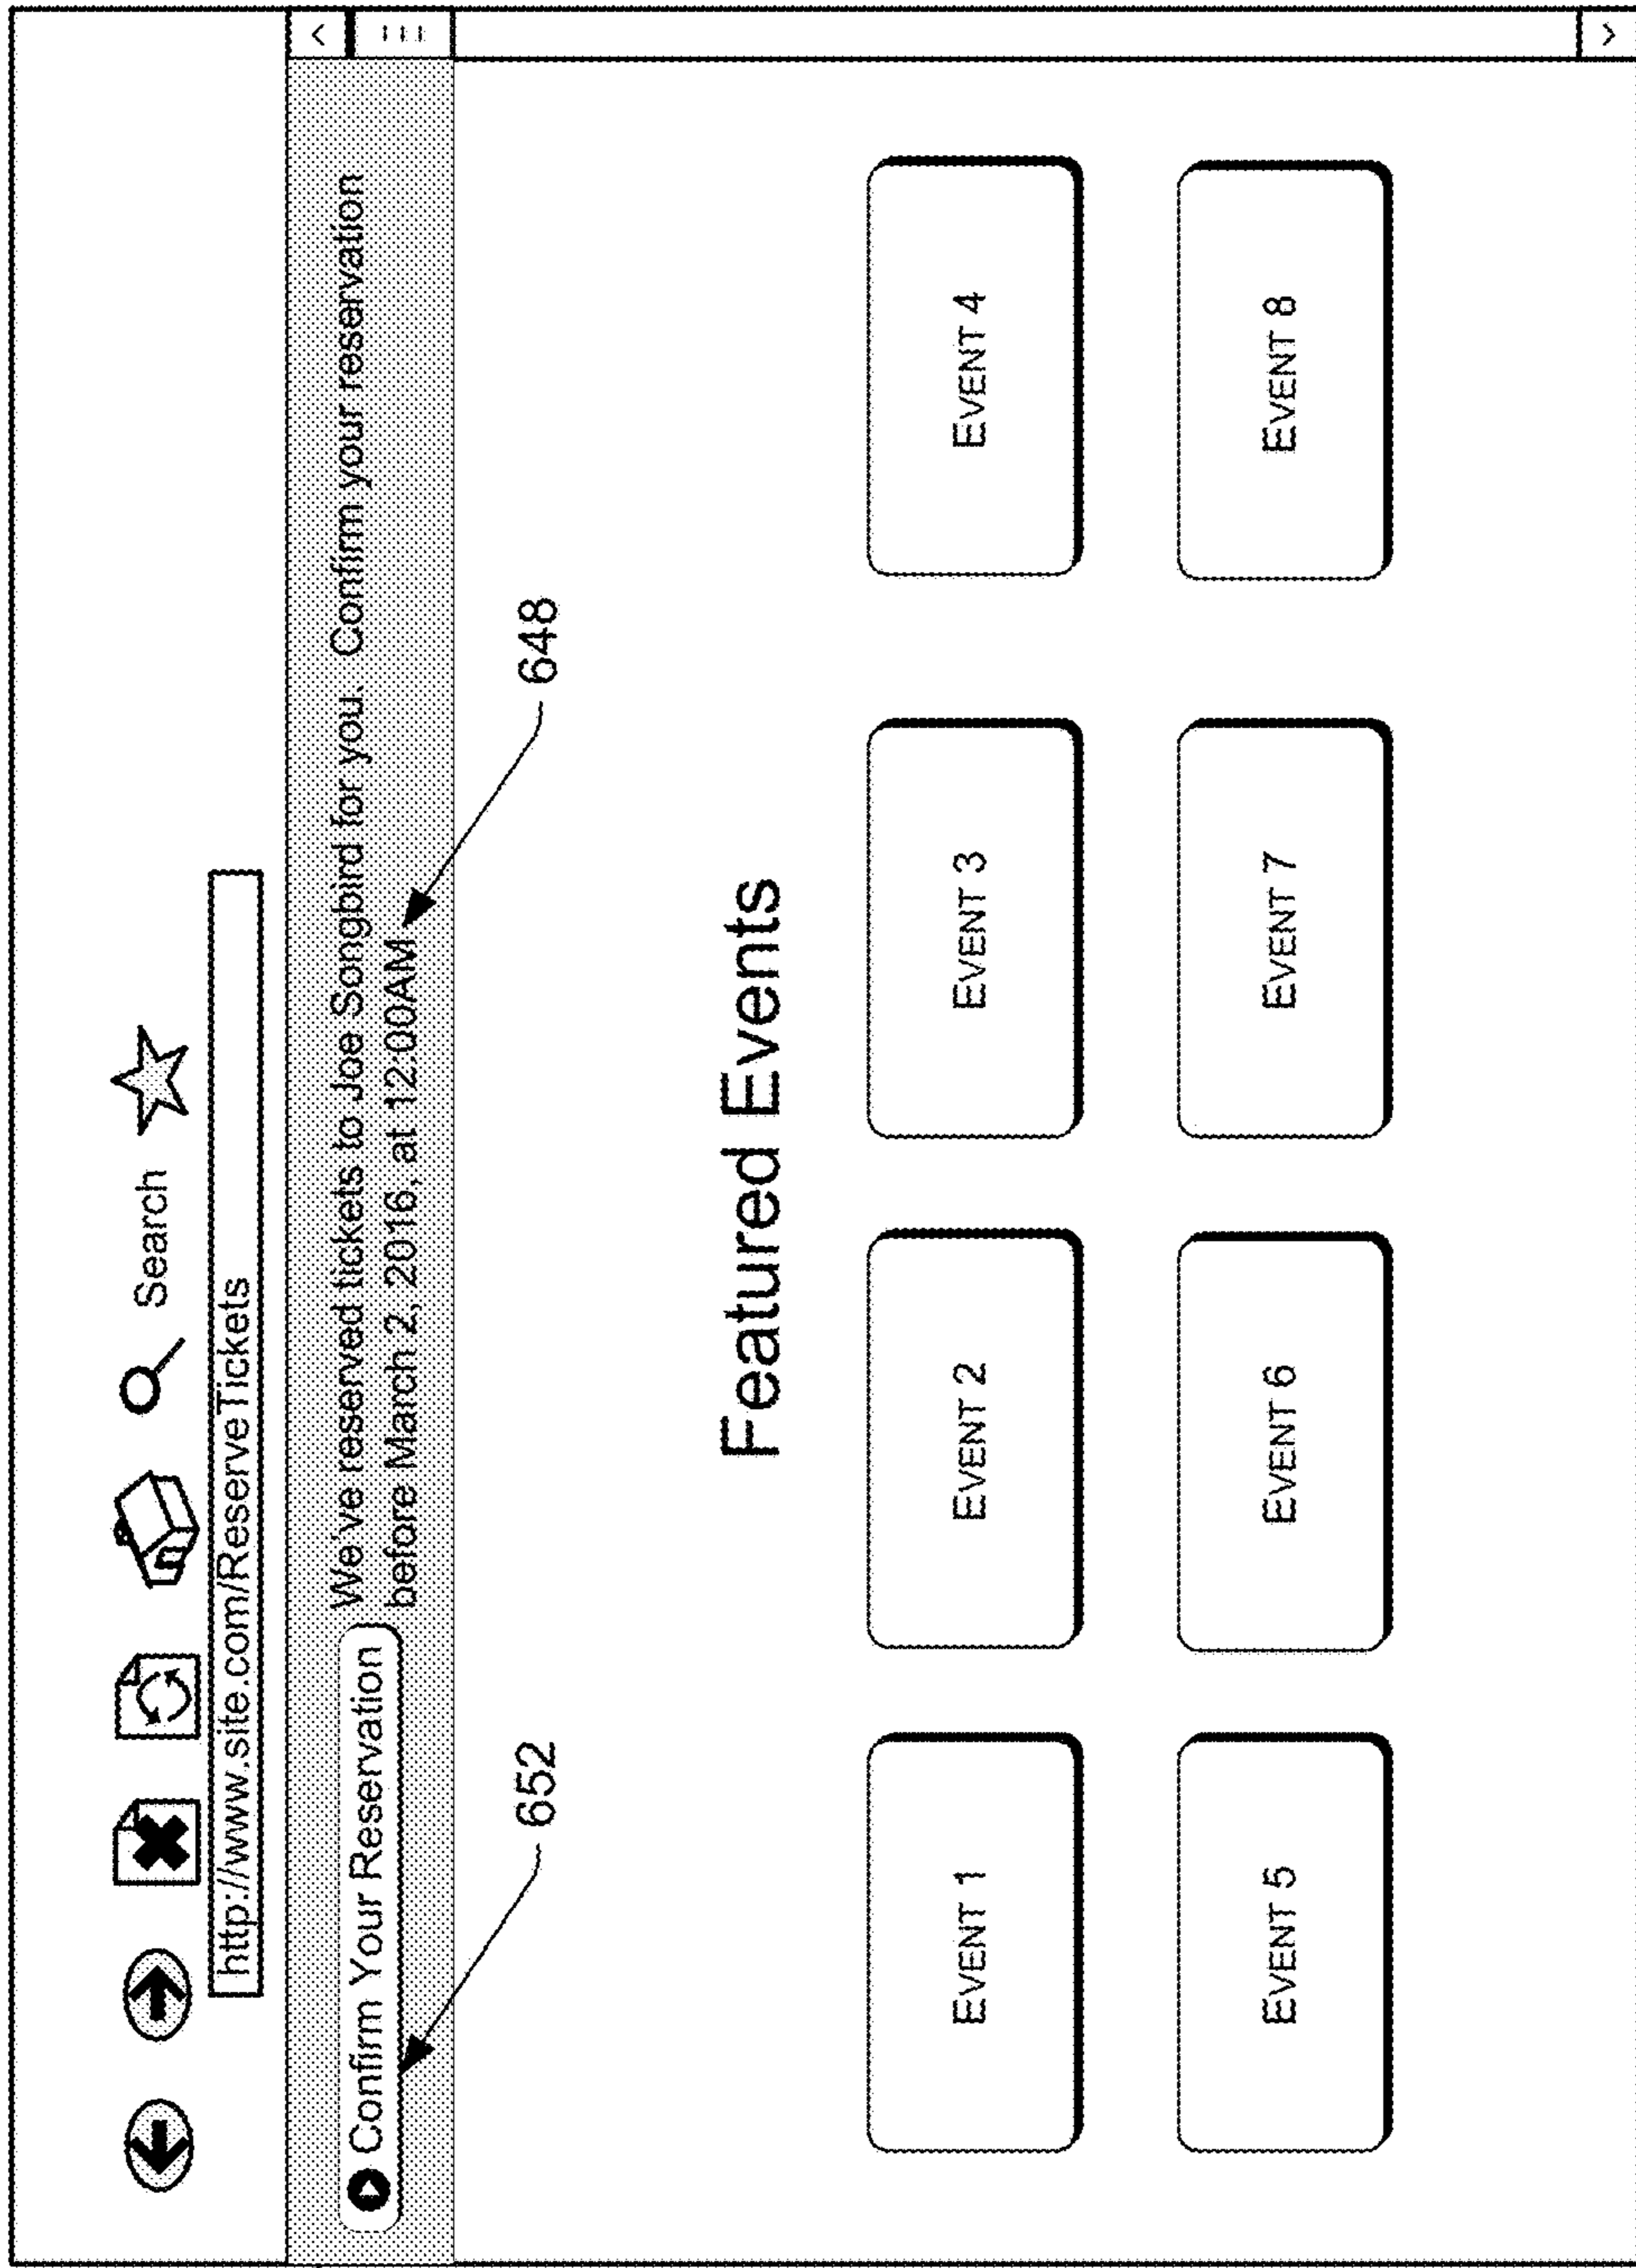 Search
http://www.site.com/ReserveTickets
Confirm Your Reservation
We've reserved tickets to Joe Songbird for you. Confirm your reservation
before March 2, 2016, at 12:00AM
652
648
Featured Events
EVENT 1
EVENT 2
EVENT 3
EVENT 4
EVENT 5
EVENT 6
EVENT 7
EVENT 8